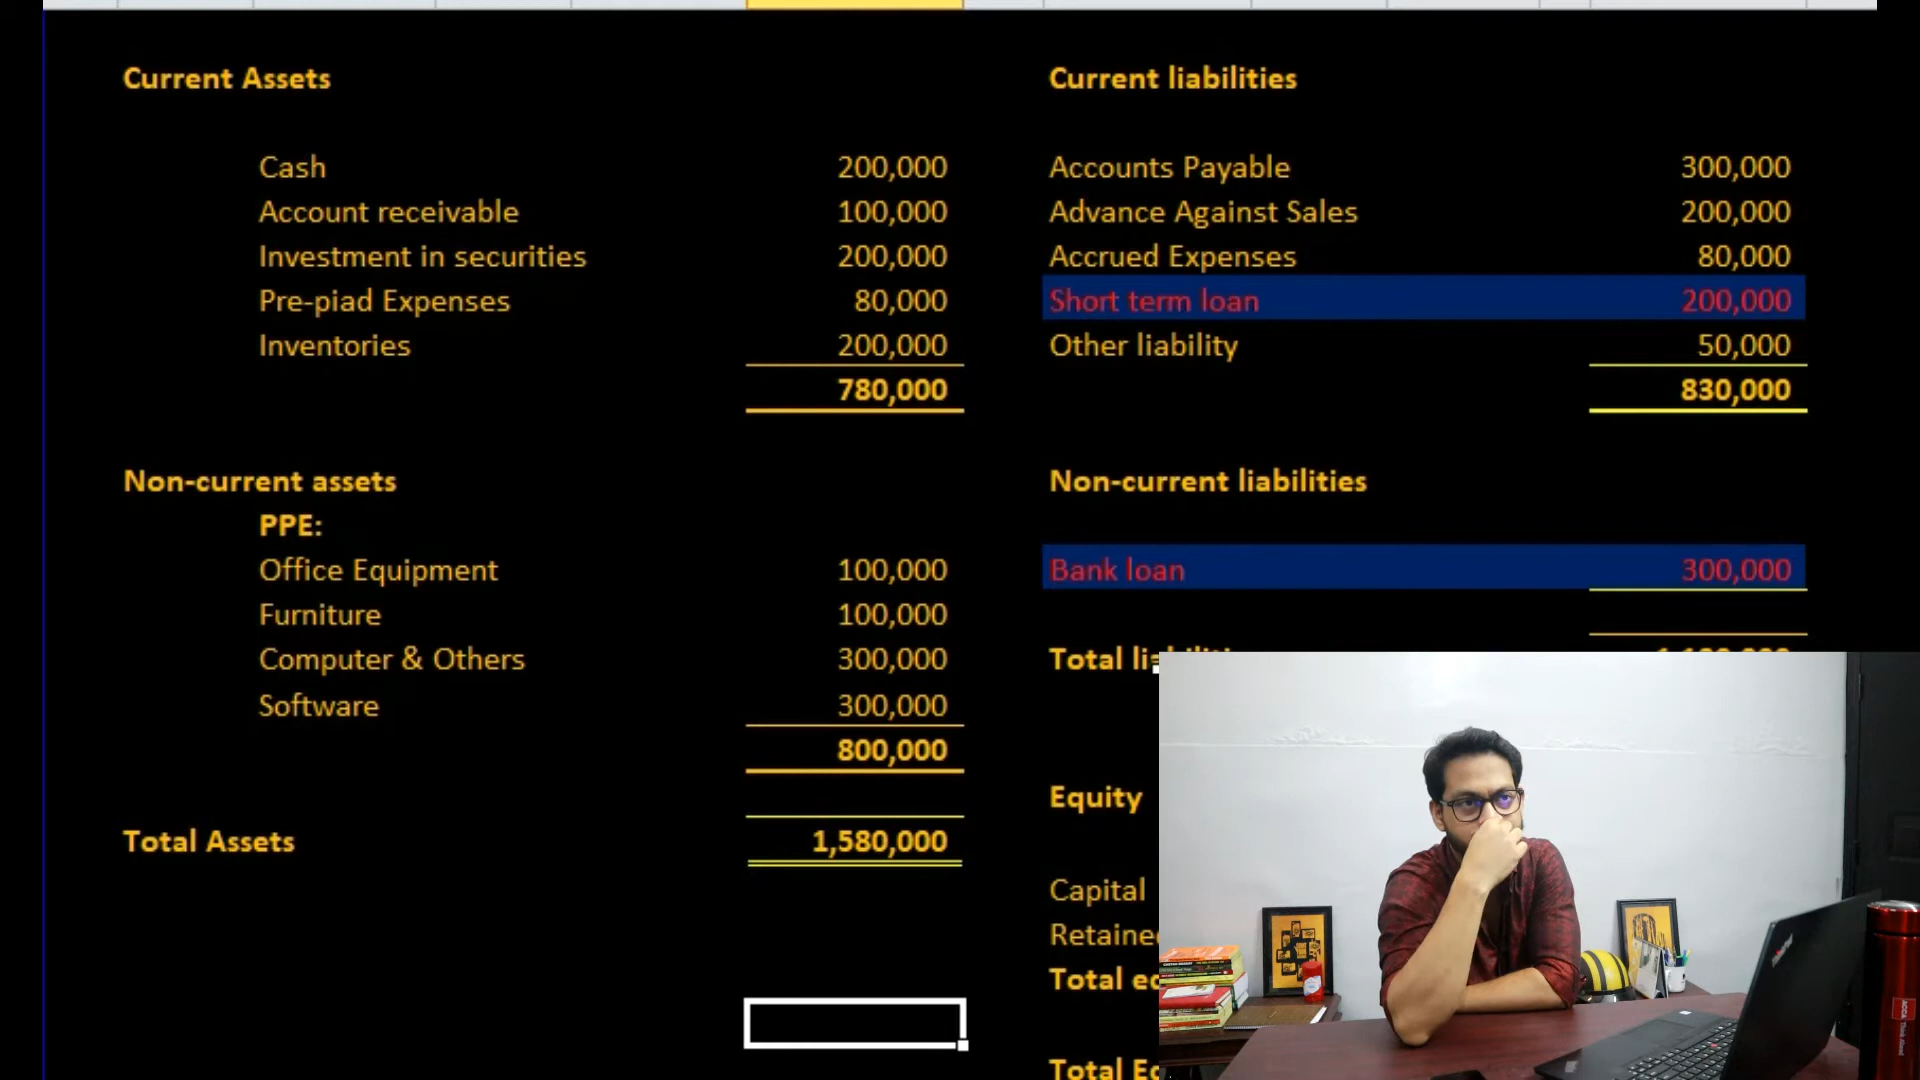 Current Assets
Cash 200,000
Account receivable 100,000
Investment in securities 200,000
Pre-piad Expenses 80,000
Inventories 200,000
780,000
Non-current assets
PPE:
Office Equipment 100,000
Furniture 100,000
Computer & Others 300,000
Software 300,000
800,000
Total Assets 1,580,000
Current liabilities
Accounts Payable 300,000
Advance Against Sales 200,000
Accrued Expenses 80,000
Short term loan 200,000
Other liability 50,000
830,000
Non-current liabilities
Bank loan 300,000
Total
Equity
Capital
Total
ACCA